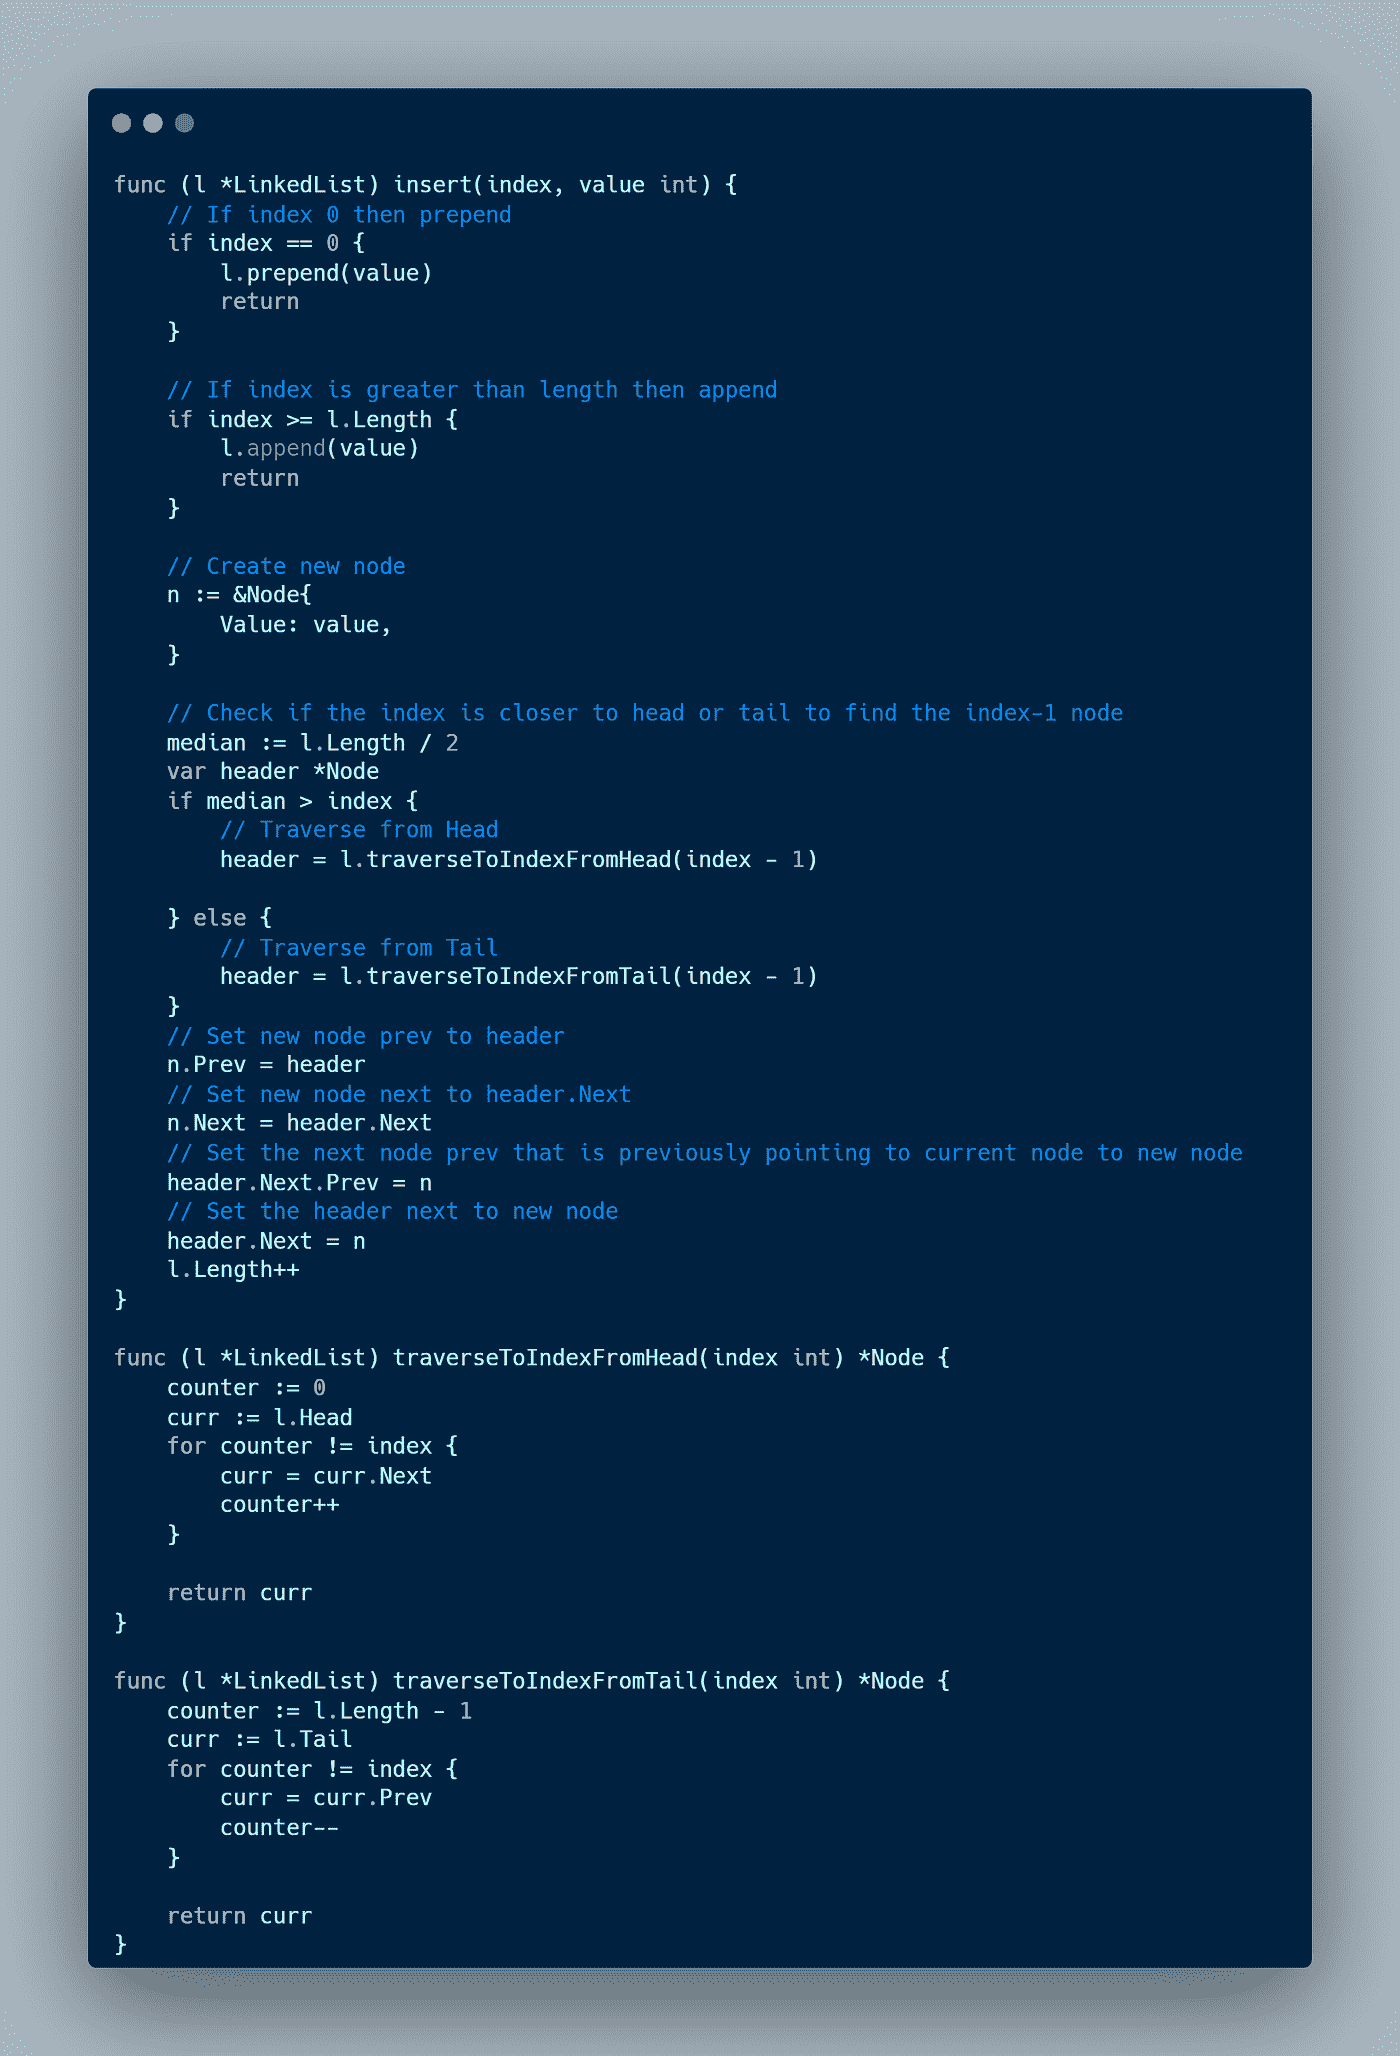 func (l *LinkedList) insert(index, value int) {
    // If index 0 then prepend
    if index == 0 {
        l.prepend(value)
        return
    }

    // If index is greater than length then append
    if index >= l.Length {
        l.append(value)
        return
    }

    // Create new node
    n := &Node{
        Value: value,
    }

    // Check if the index is closer to head or tail to find the index-1 node
    median := l.Length / 2
    var header *Node
    if median > index {
        // Traverse from Head
        header = l.traverseToIndexFromHead(index - 1)

    } else {
        // Traverse from Tail
        header = l.traverseToIndexFromTail(index - 1)
    }
    // Set new node prev to header
    n.Prev = header
    // Set new node next to header.Next
    n.Next = header.Next
    // Set the next node prev that is previously pointing to current node to new node
    header.Next.Prev = n
    // Set the header next to new node
    header.Next = n
    l.Length++
}

func (l *LinkedList) traverseToIndexFromHead(index int) *Node {
    counter := 0
    curr := l.Head
    for counter != index {
        curr = curr.Next
        counter++
    }

    return curr
}

func (l *LinkedList) traverseToIndexFromTail(index int) *Node {
    counter := l.Length - 1
    curr := l.Tail
    for counter != index {
        curr = curr.Prev
        counter--
    }

    return curr
}